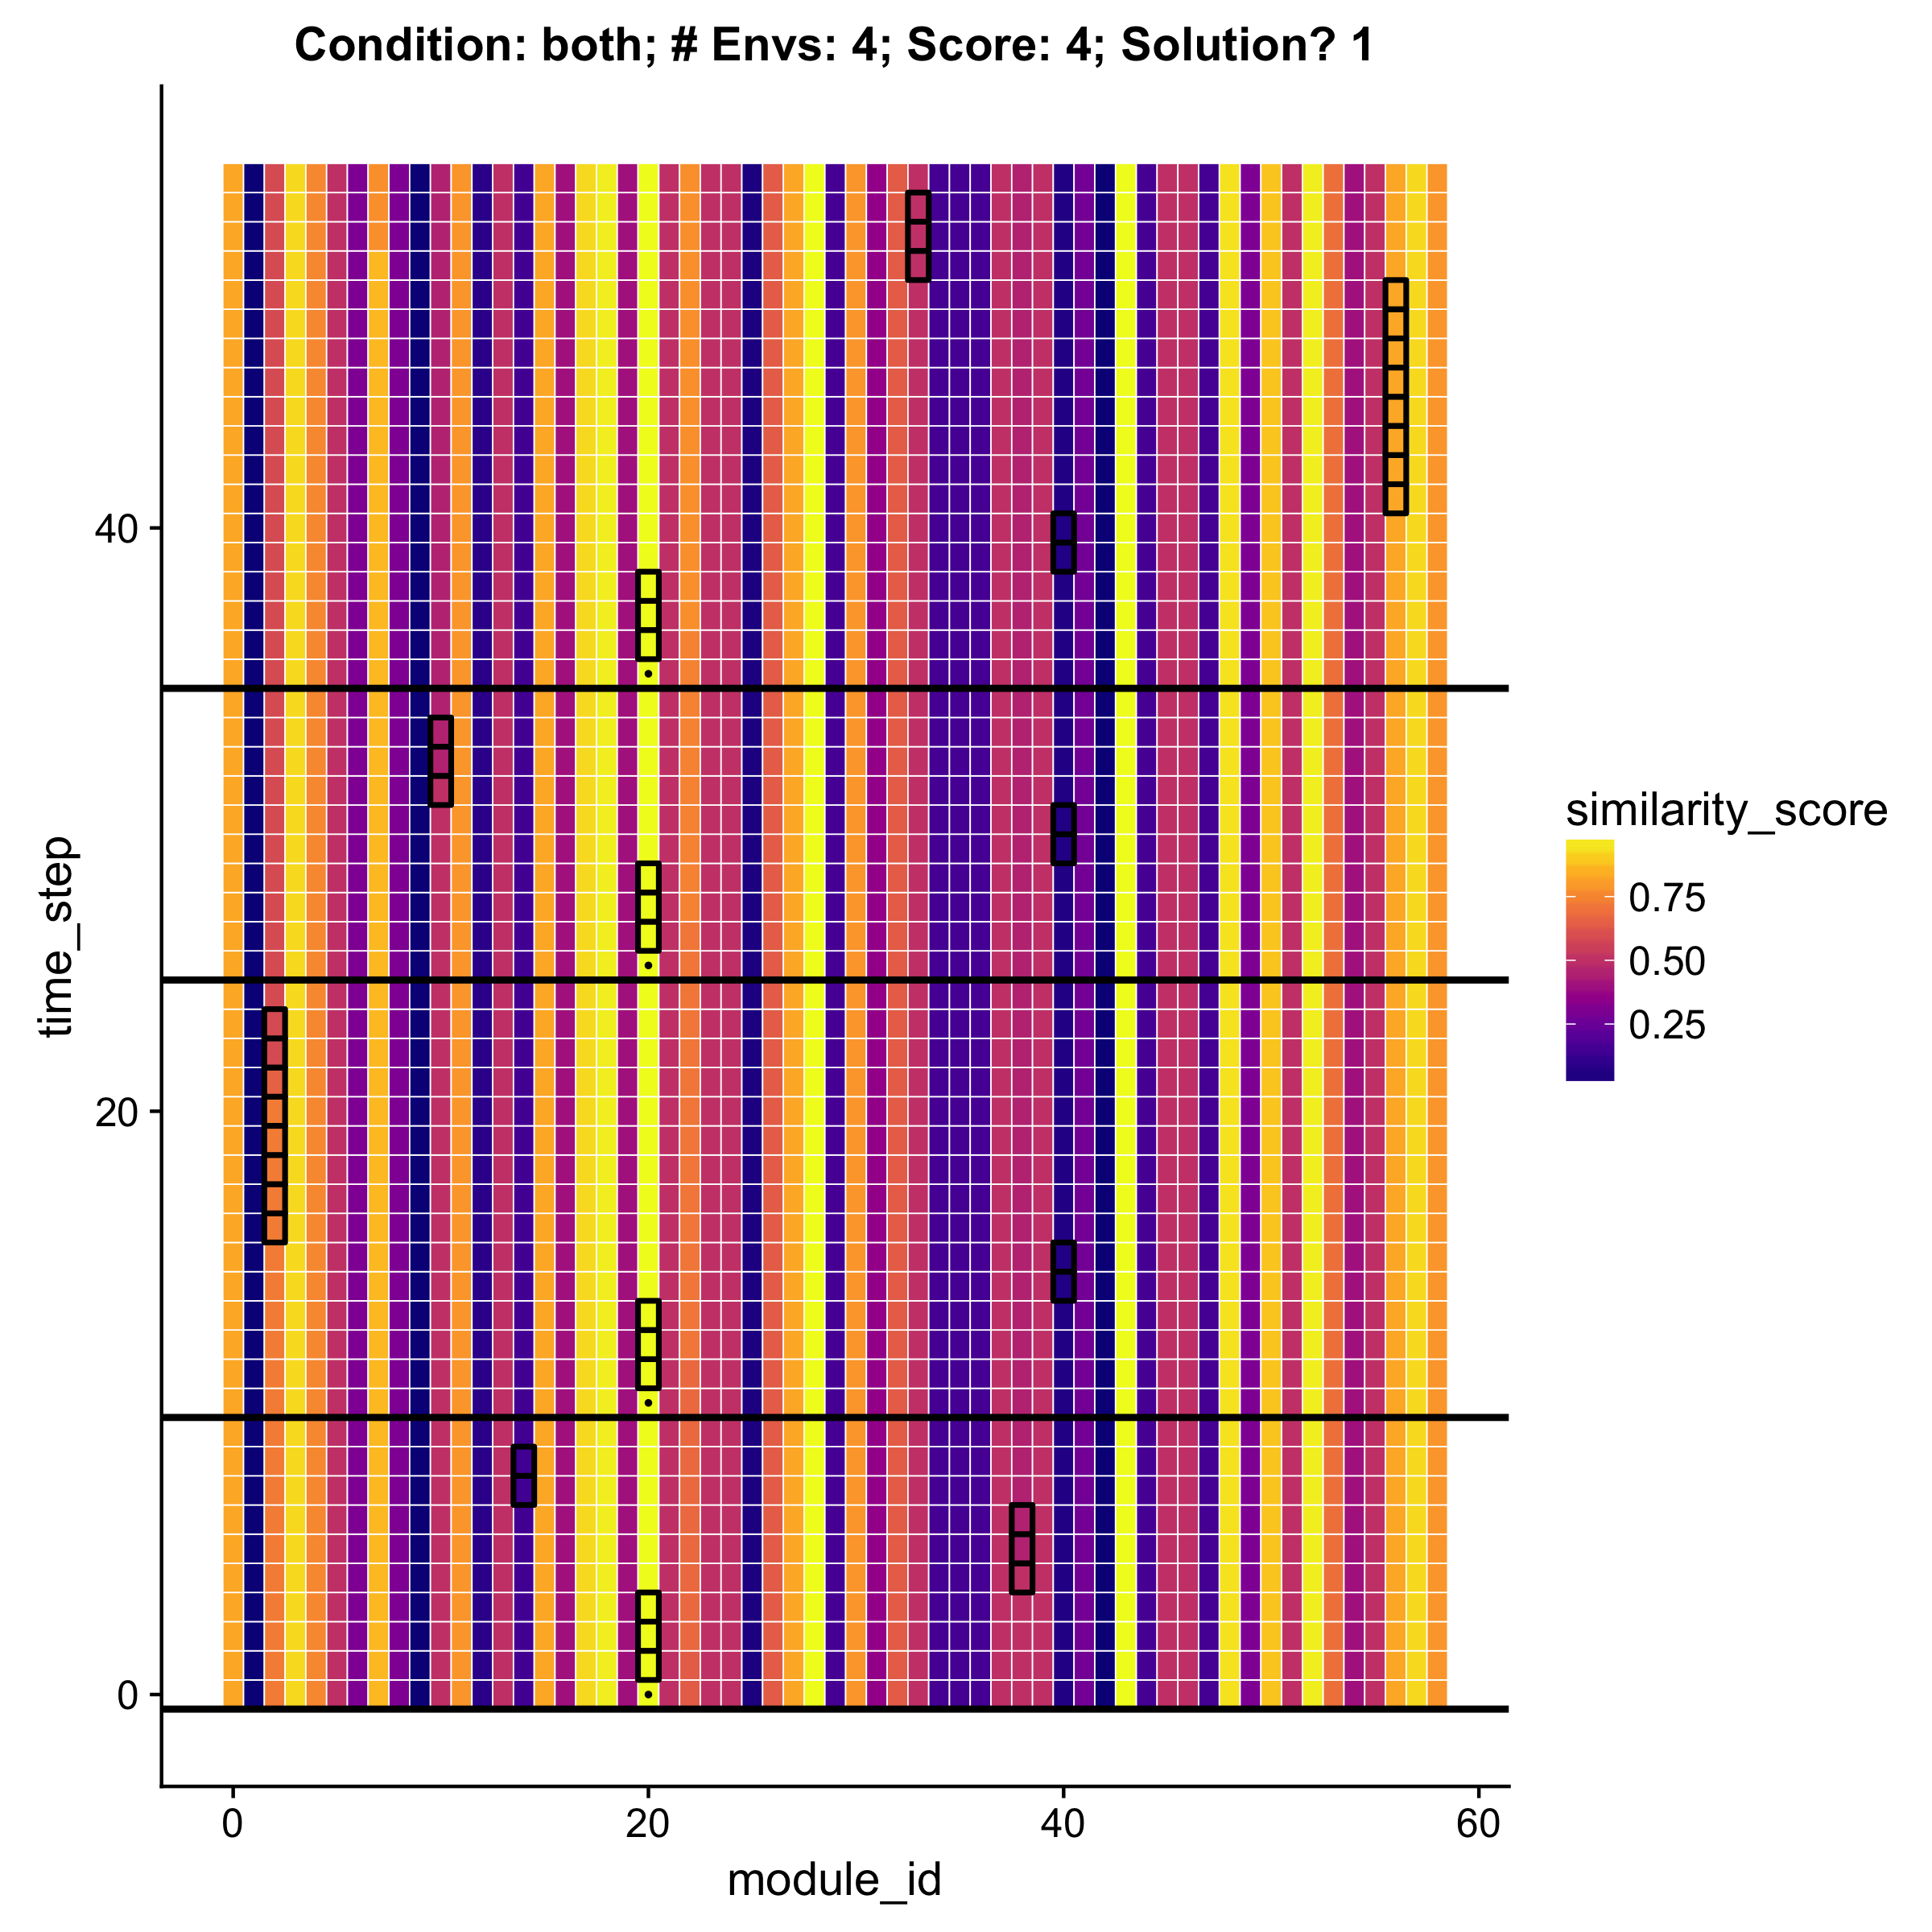 Condition: both; # Envs: 4; Score: 4; Solution? 1
time_step
40
20
0
0
20
40
60
module_id
similarity_score
0.75
0.50
0.25